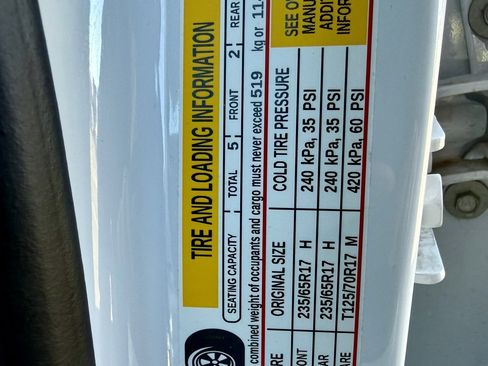 TIRE AND LOADING INFORMATION
SEATING CAPACITY TOTAL 5 FRONT 2 REAR
combined weight of occupants and cargo must never exceed 519 kg or 11
ORIGINAL SIZE COLD TIRE PRESSURE
235/65R17 H 240 kPa, 35 PSI
235/65R17 H 240 kPa, 35 PSI
T125/70R17 M 420 kPa, 60 PSI
SEE O
MANU
ADDI
INFOR